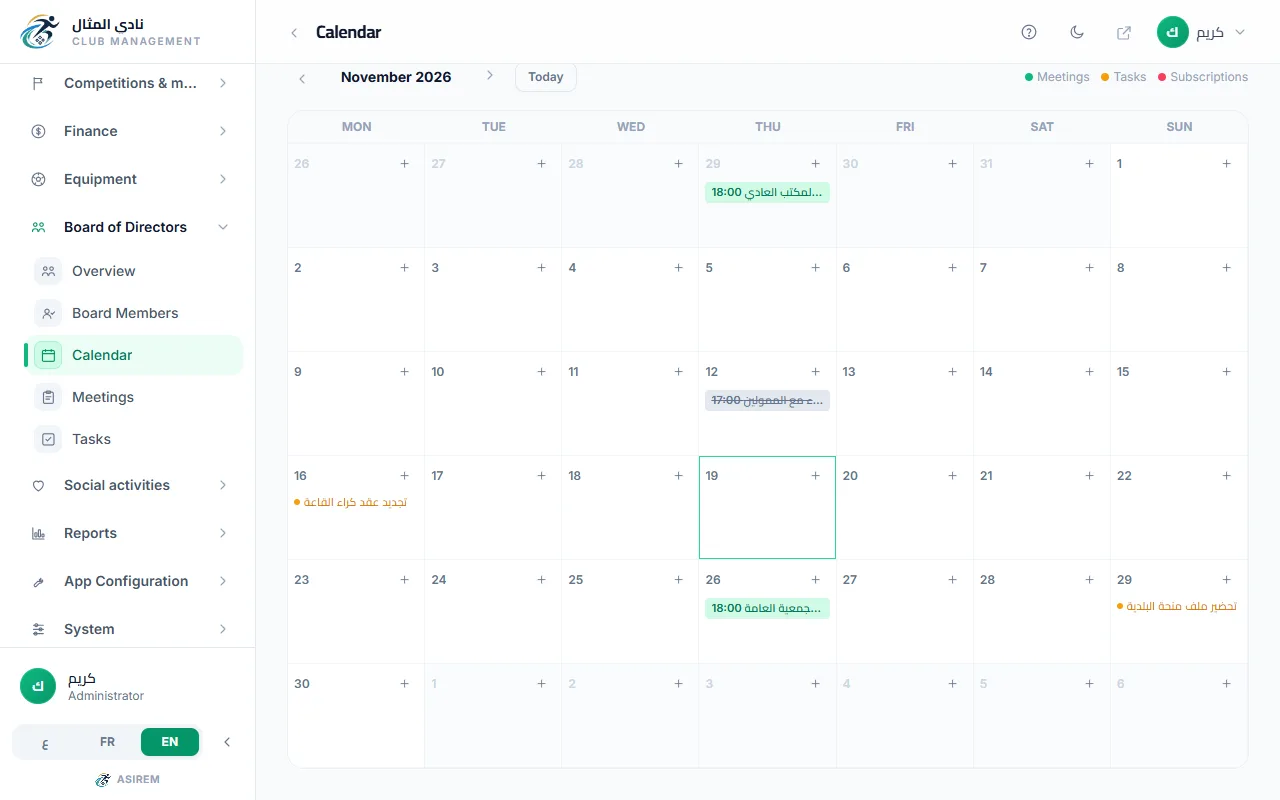 نادي المثال
CLUB MANAGEMENT
Calendar
كريم
ك
Competitions & m...
Finance
Equipment
Board of Directors
Overview
Board Members
Calendar
Meetings
Tasks
Social activities
Reports
App Configuration
System
ك
كريم
Administrator
ع FR EN
ASIREM
November 2026
Today
Meetings Tasks Subscriptions
MON TUE WED THU FRI SAT SUN
26 + 27 + 28 + 29 + 30 + 31 + 1 +
18:00 لمكتب العادي...
2 + 3 + 4 + 5 + 6 + 7 + 8 +
9 + 10 + 11 + 12 + 13 + 14 + 15 +
17:00 ء مع الممولين...
16 + 17 + 18 + 19 + 20 + 21 + 22 +
تجديد عقد كراء القاعة
23 + 24 + 25 + 26 + 27 + 28 + 29 +
18:00 جمعية العامة...
تحضير ملف منحة البلدية
30 + 1 + 2 + 3 + 4 + 5 + 6 +